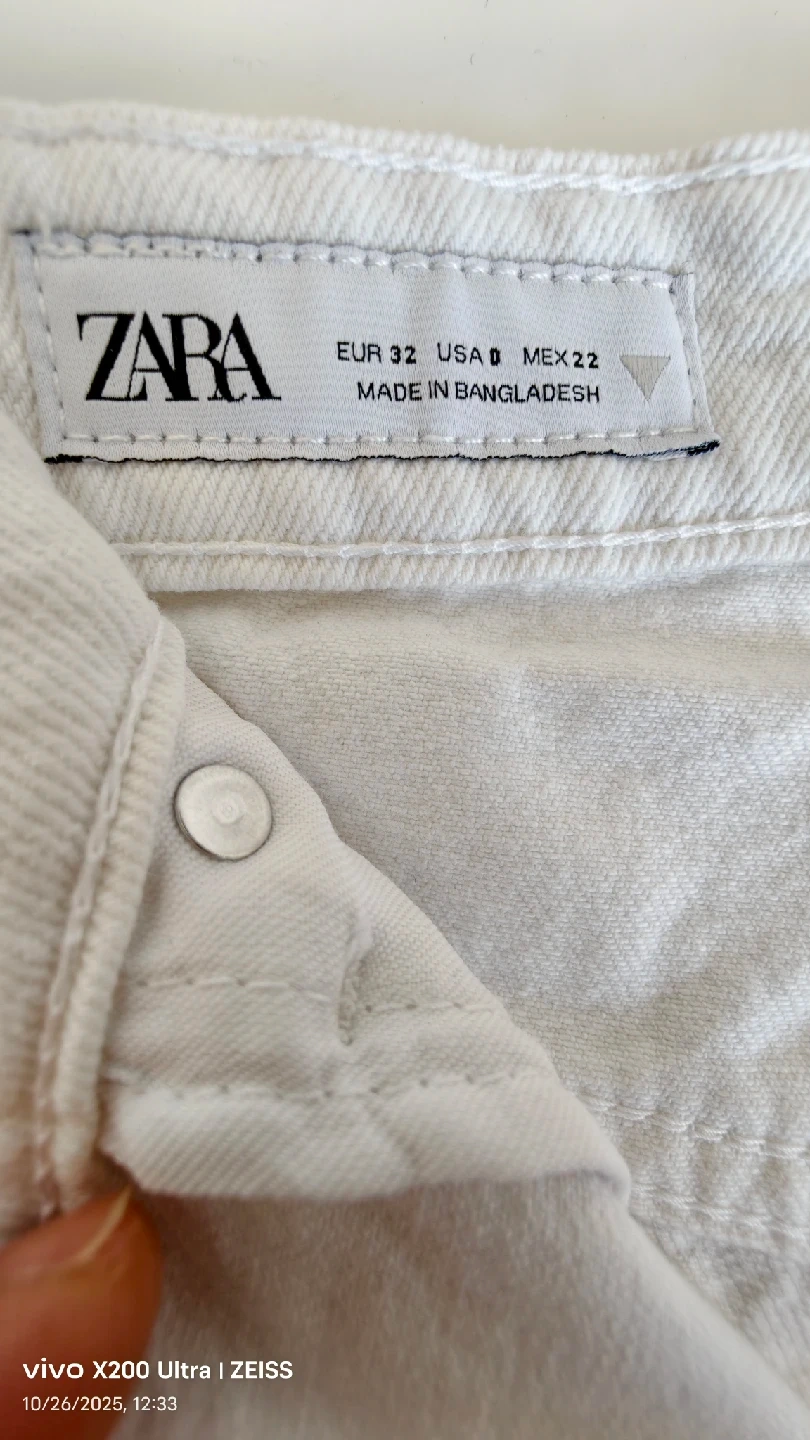 ZARA
EUR 32 USA 0 MEX 22
MADE IN BANGLADESH
vivo X200 Ultra | ZEISS
10/26/2025, 12:33